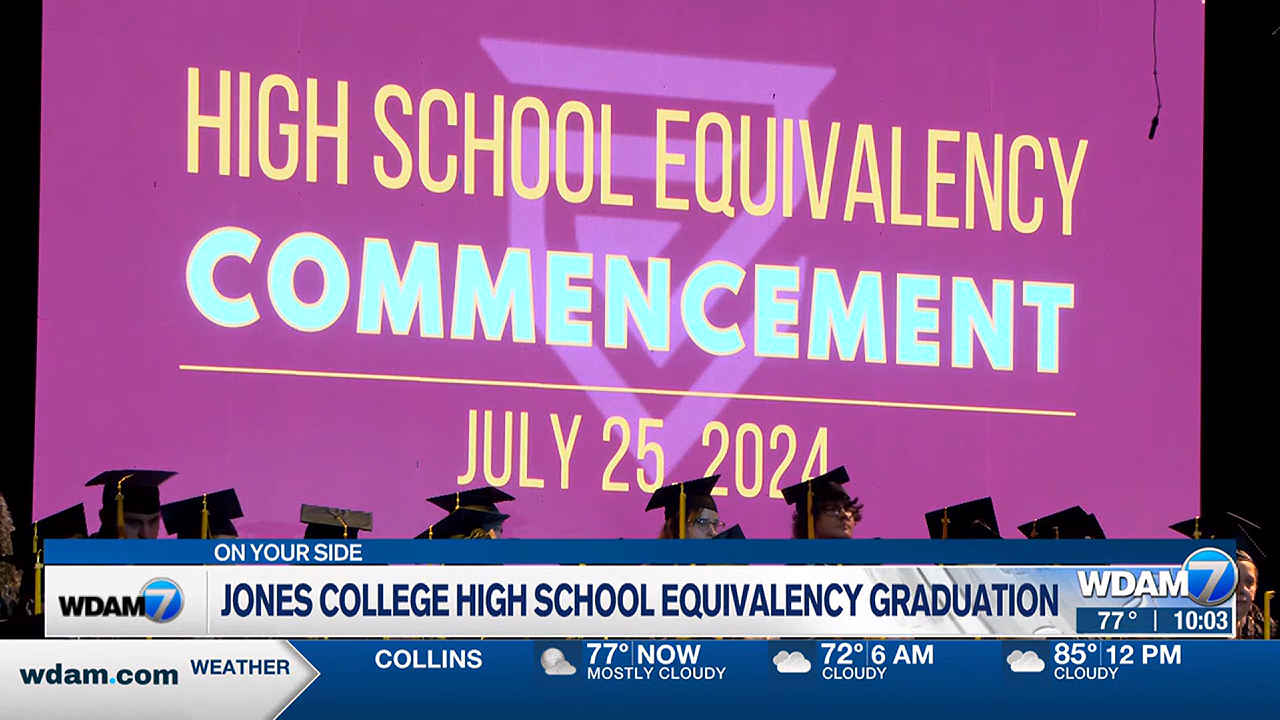 HIGH SCHOOL EQUIVALENCY
COMMENCEMENT
JULY 25, 2024
ON YOUR SIDE
WDAM 7
JONES COLLEGE HIGH SCHOOL EQUIVALENCY GRADUATION
WDAM 7
77° | 10:03
wdam.com WEATHER
COLLINS
77° NOW
MOSTLY CLOUDY
72° 6 AM
CLOUDY
85° 12 PM
CLOUDY